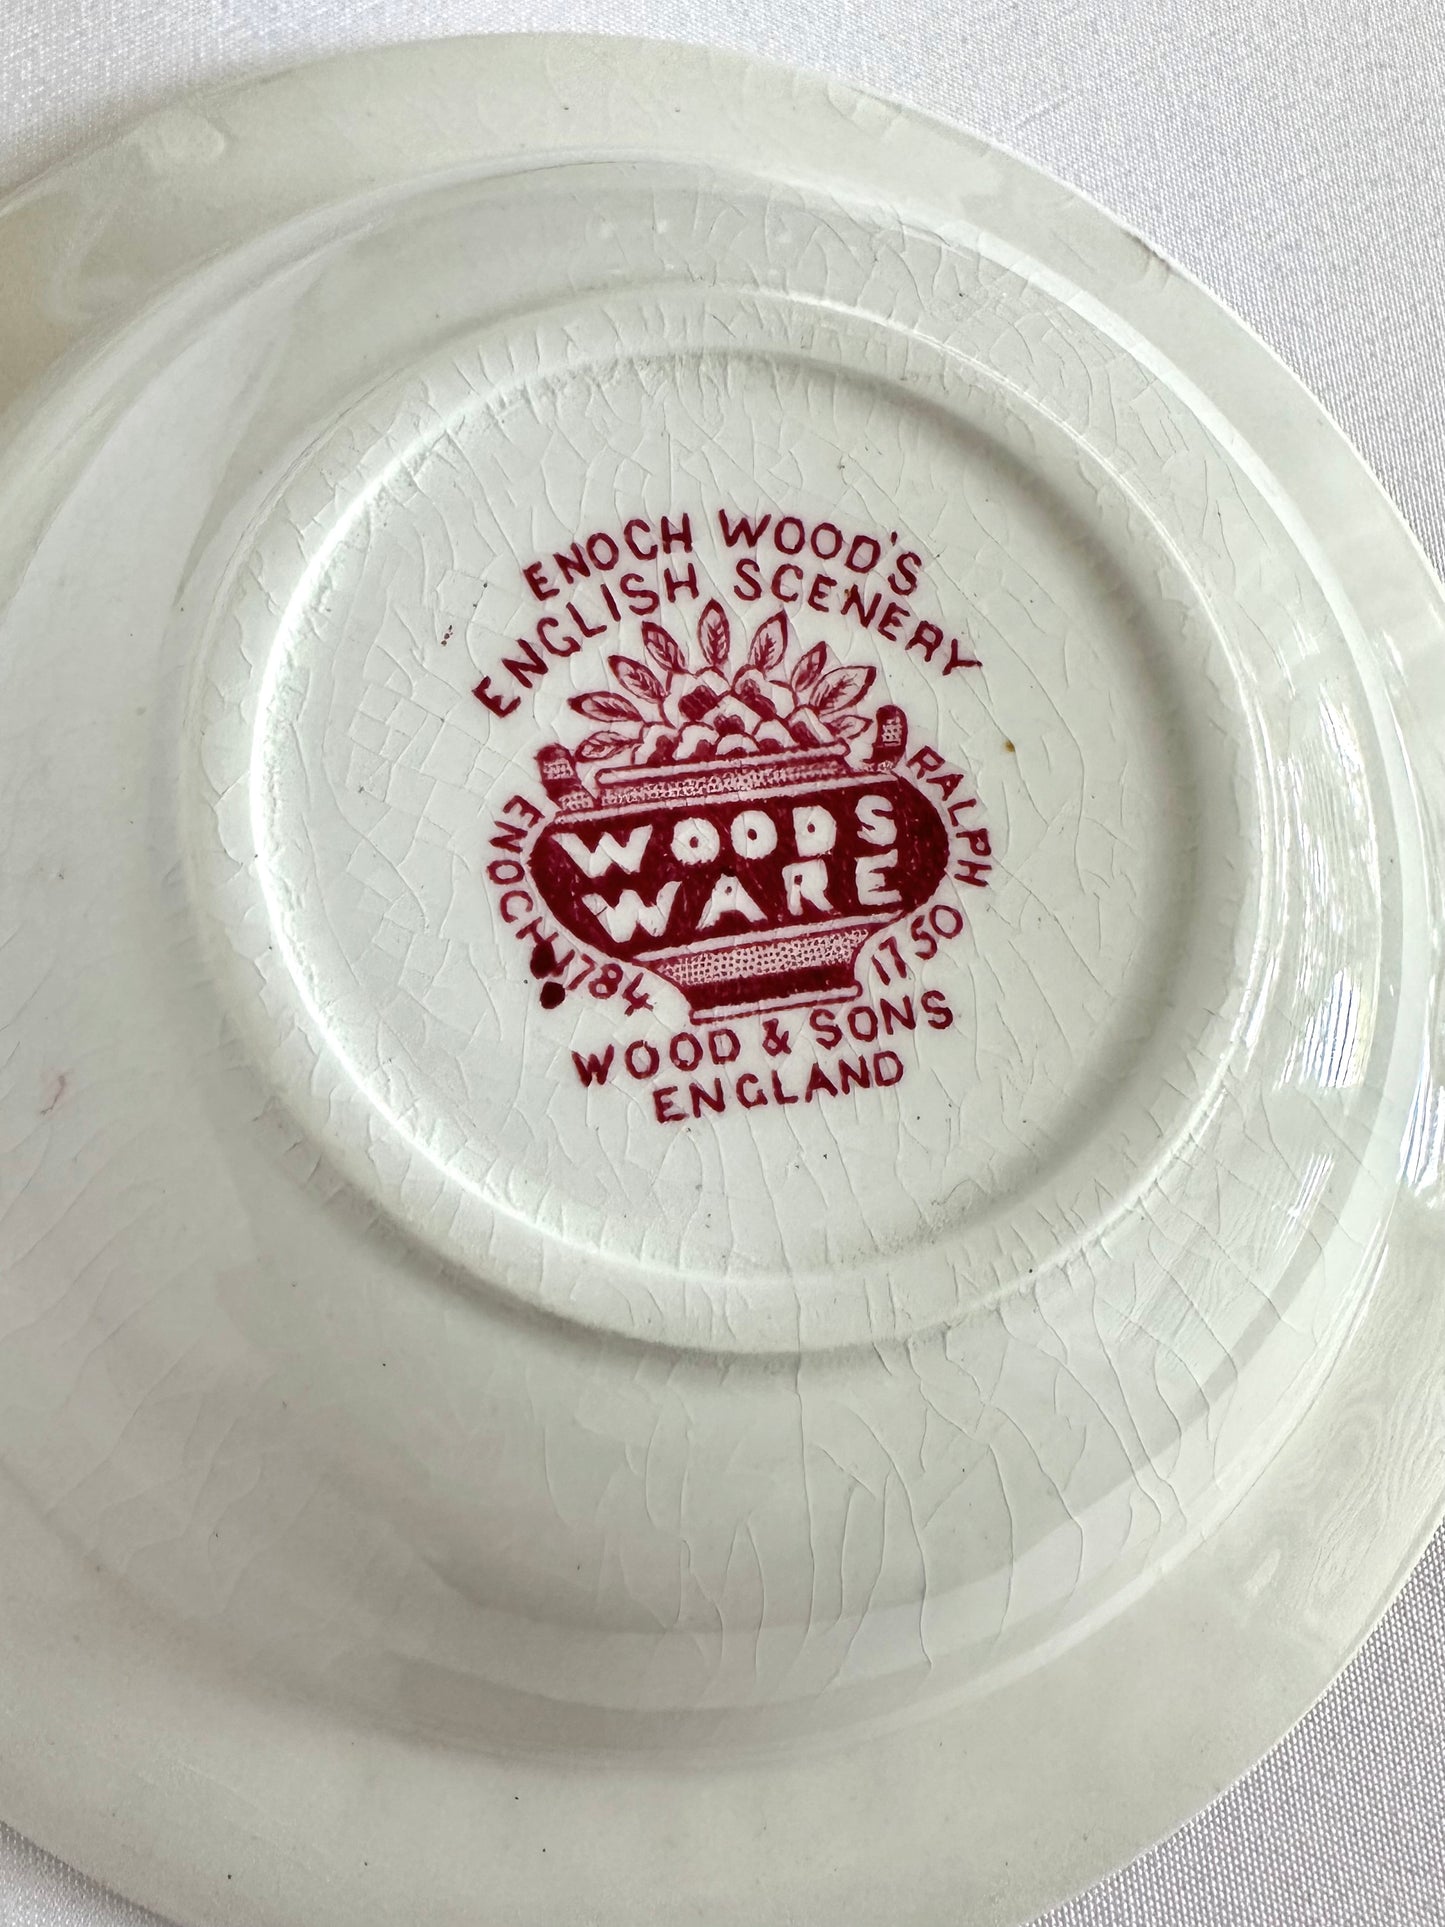 ENOCH WOOD'S
ENGLISH SCENERY
WOODS
WARE
ENOCH 1784
RALPH 1750
WOOD & SONS
ENGLAND